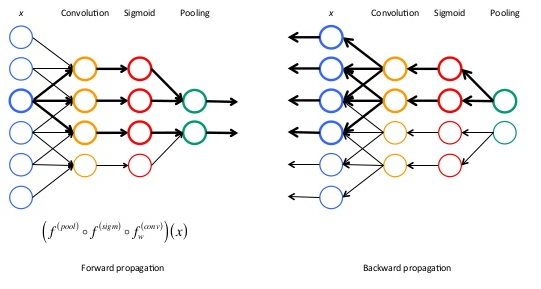 x Convolution Sigmoid Pooling
x Convolution Sigmoid Pooling
(f^(pool) ∘ f^(sigm) ∘ f_w^(conv))(x)
Forward propagation
Backward propagation